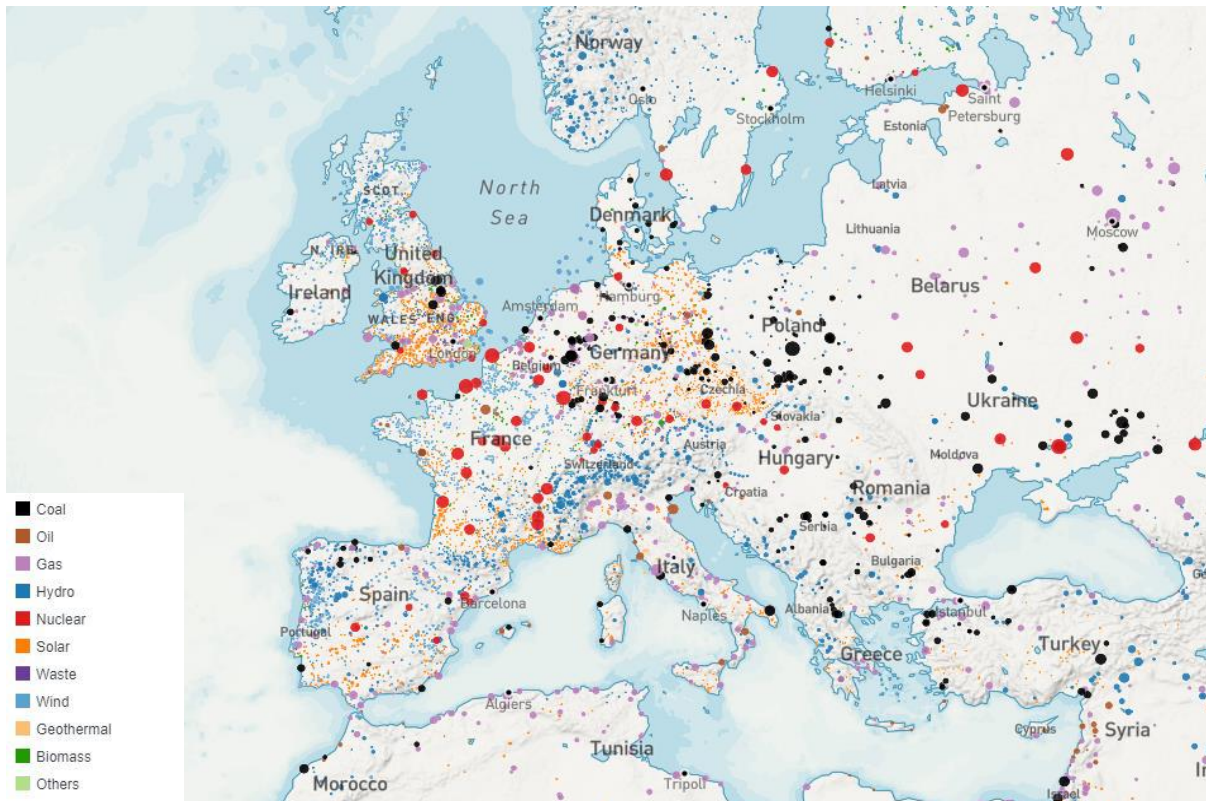 Norway
Oslo
Helsinki
Saint
Petersburg
Stockholm
Estonia
North
Sea
SCOT.
Latvia
Denmark
Moscow
Lithuania
N. IRE.
United
Kingdom
Ireland
Belarus
Hamburg
Amsterdam
WALES
ENG.
Poland
London
Belgium
Germany
Frankfurt
Czechia
Ukraine
Slovakia
France
Austria
Switzerland
Hungary
Moldova
Croatia
Romania
Serbia
Bulgaria
Italy
Spain
Barcelona
Portugal
Naples
Albania
Istanbul
Greece
Turkey
Algiers
Cyprus
Syria
Tunisia
Morocco
Tripoli
Israel
Ir
Coal
Oil
Gas
Hydro
Nuclear
Solar
Waste
Wind
Geothermal
Biomass
Others